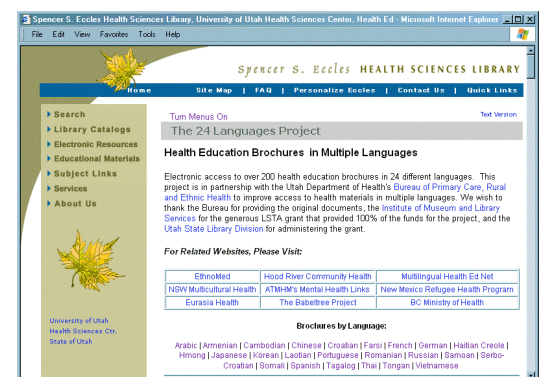 Spencer S. Eccles Health Sciences Library, University of Utah Health Sciences Center, Health Ed - Microsoft Internet Explorer
File Edit View Favorites Tools Help
Spencer S. Eccles HEALTH SCIENCES LIBRARY
Home Site Map | FAQ | Personalize Eccles | Contact Us | Quick Links
Search
Library Catalogs
Electronic Resources
Educational Materials
Subject Links
Services
About Us
University of Utah
Health Sciences Ctr.
State of Utah
Turn Menus On Text Version
The 24 Languages Project
Health Education Brochures in Multiple Languages
Electronic access to over 200 health education brochures in 24 different languages. This
project is in partnership with the Utah Department of Health's Bureau of Primary Care, Rural
and Ethnic Health to improve access to health materials in multiple languages. We wish to
thank the Bureau for providing the original documents, the Institute of Museum and Library
Services for the generous LSTA grant that provided 100% of the funds for the project, and the
Utah State Library Division for administering the grant.
For Related Websites, Please Visit:
EthnoMed Hood River Community Health Multilingual Health Ed Net
NSW Multicultural Health ATMHM's Mental Health Links New Mexico Refugee Health Program
Eurasia Health The Babeltree Project BC Ministry of Health
Brochures by Language:
Arabic | Armenian | Cambodian | Chinese | Croatian | Farsi | French | German | Haitian Creole |
Hmong | Japanese | Korean | Laotian | Portuguese | Romanian | Russian | Samoan | Serbo-
Croatian | Somali | Spanish | Tagalog | Thai | Tongan | Vietnamese